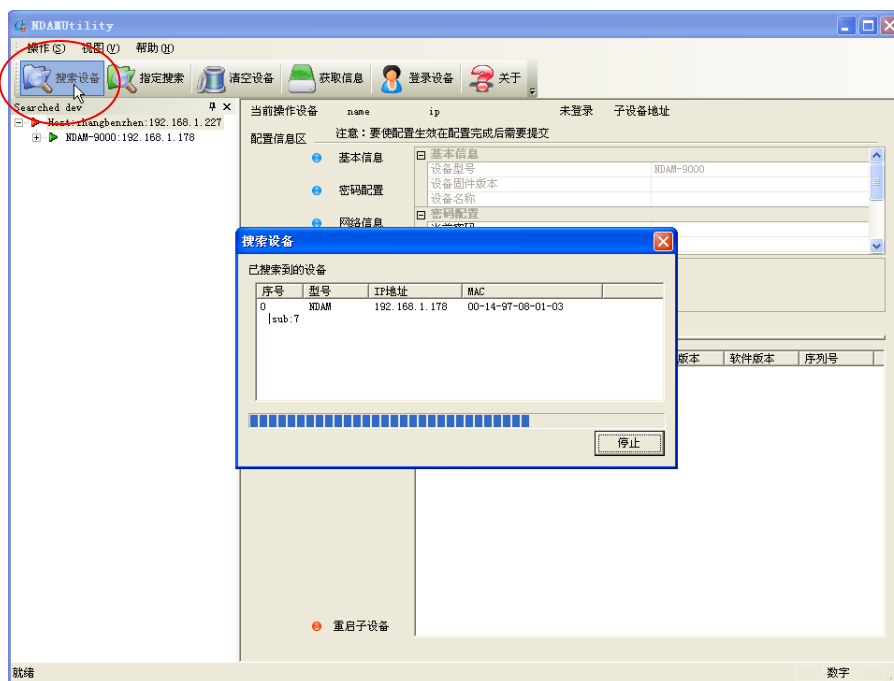 NDAMUtility
操作(S) 视图(V) 帮助(H)
搜索设备 指定搜索 清空设备 获取信息 登录设备 关于
Searched dev
Host:zhangbenzhen:192.168.1.227
NDAM-9000:192.168.1.178
当前操作设备 name ip 未登录 子设备地址
配置信息区 注意：要使配置生效在配置完成后需要提交
基本信息
密码配置
网络信息
基本信息
设备型号 NDAM-9000
设备固件版本
设备名称
密码配置
当前密码
搜索设备
已搜索到的设备
序号 型号 IP地址 MAC
0 NDAM 192.168.1.178 00-14-97-08-01-03
|sub:7
停止
版本 软件版本 序列号
重启子设备
就绪 数字